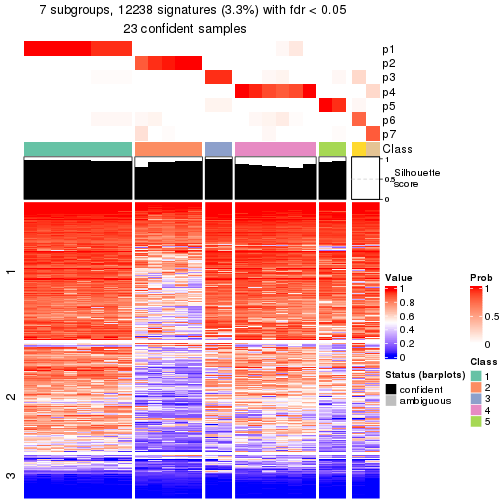 7 subgroups, 12238 signatures (3.3%) with fdr < 0.05
23 confident samples
p1
p2
p3
p4
p5
p6
p7
Class
1
0.5
0
Silhouette
score
1
2
3
Value
1
0.8
0.6
0.4
0.2
0
Prob
1
0.5
0
Status (barplots)
confident
ambiguous
Class
1
2
3
4
5